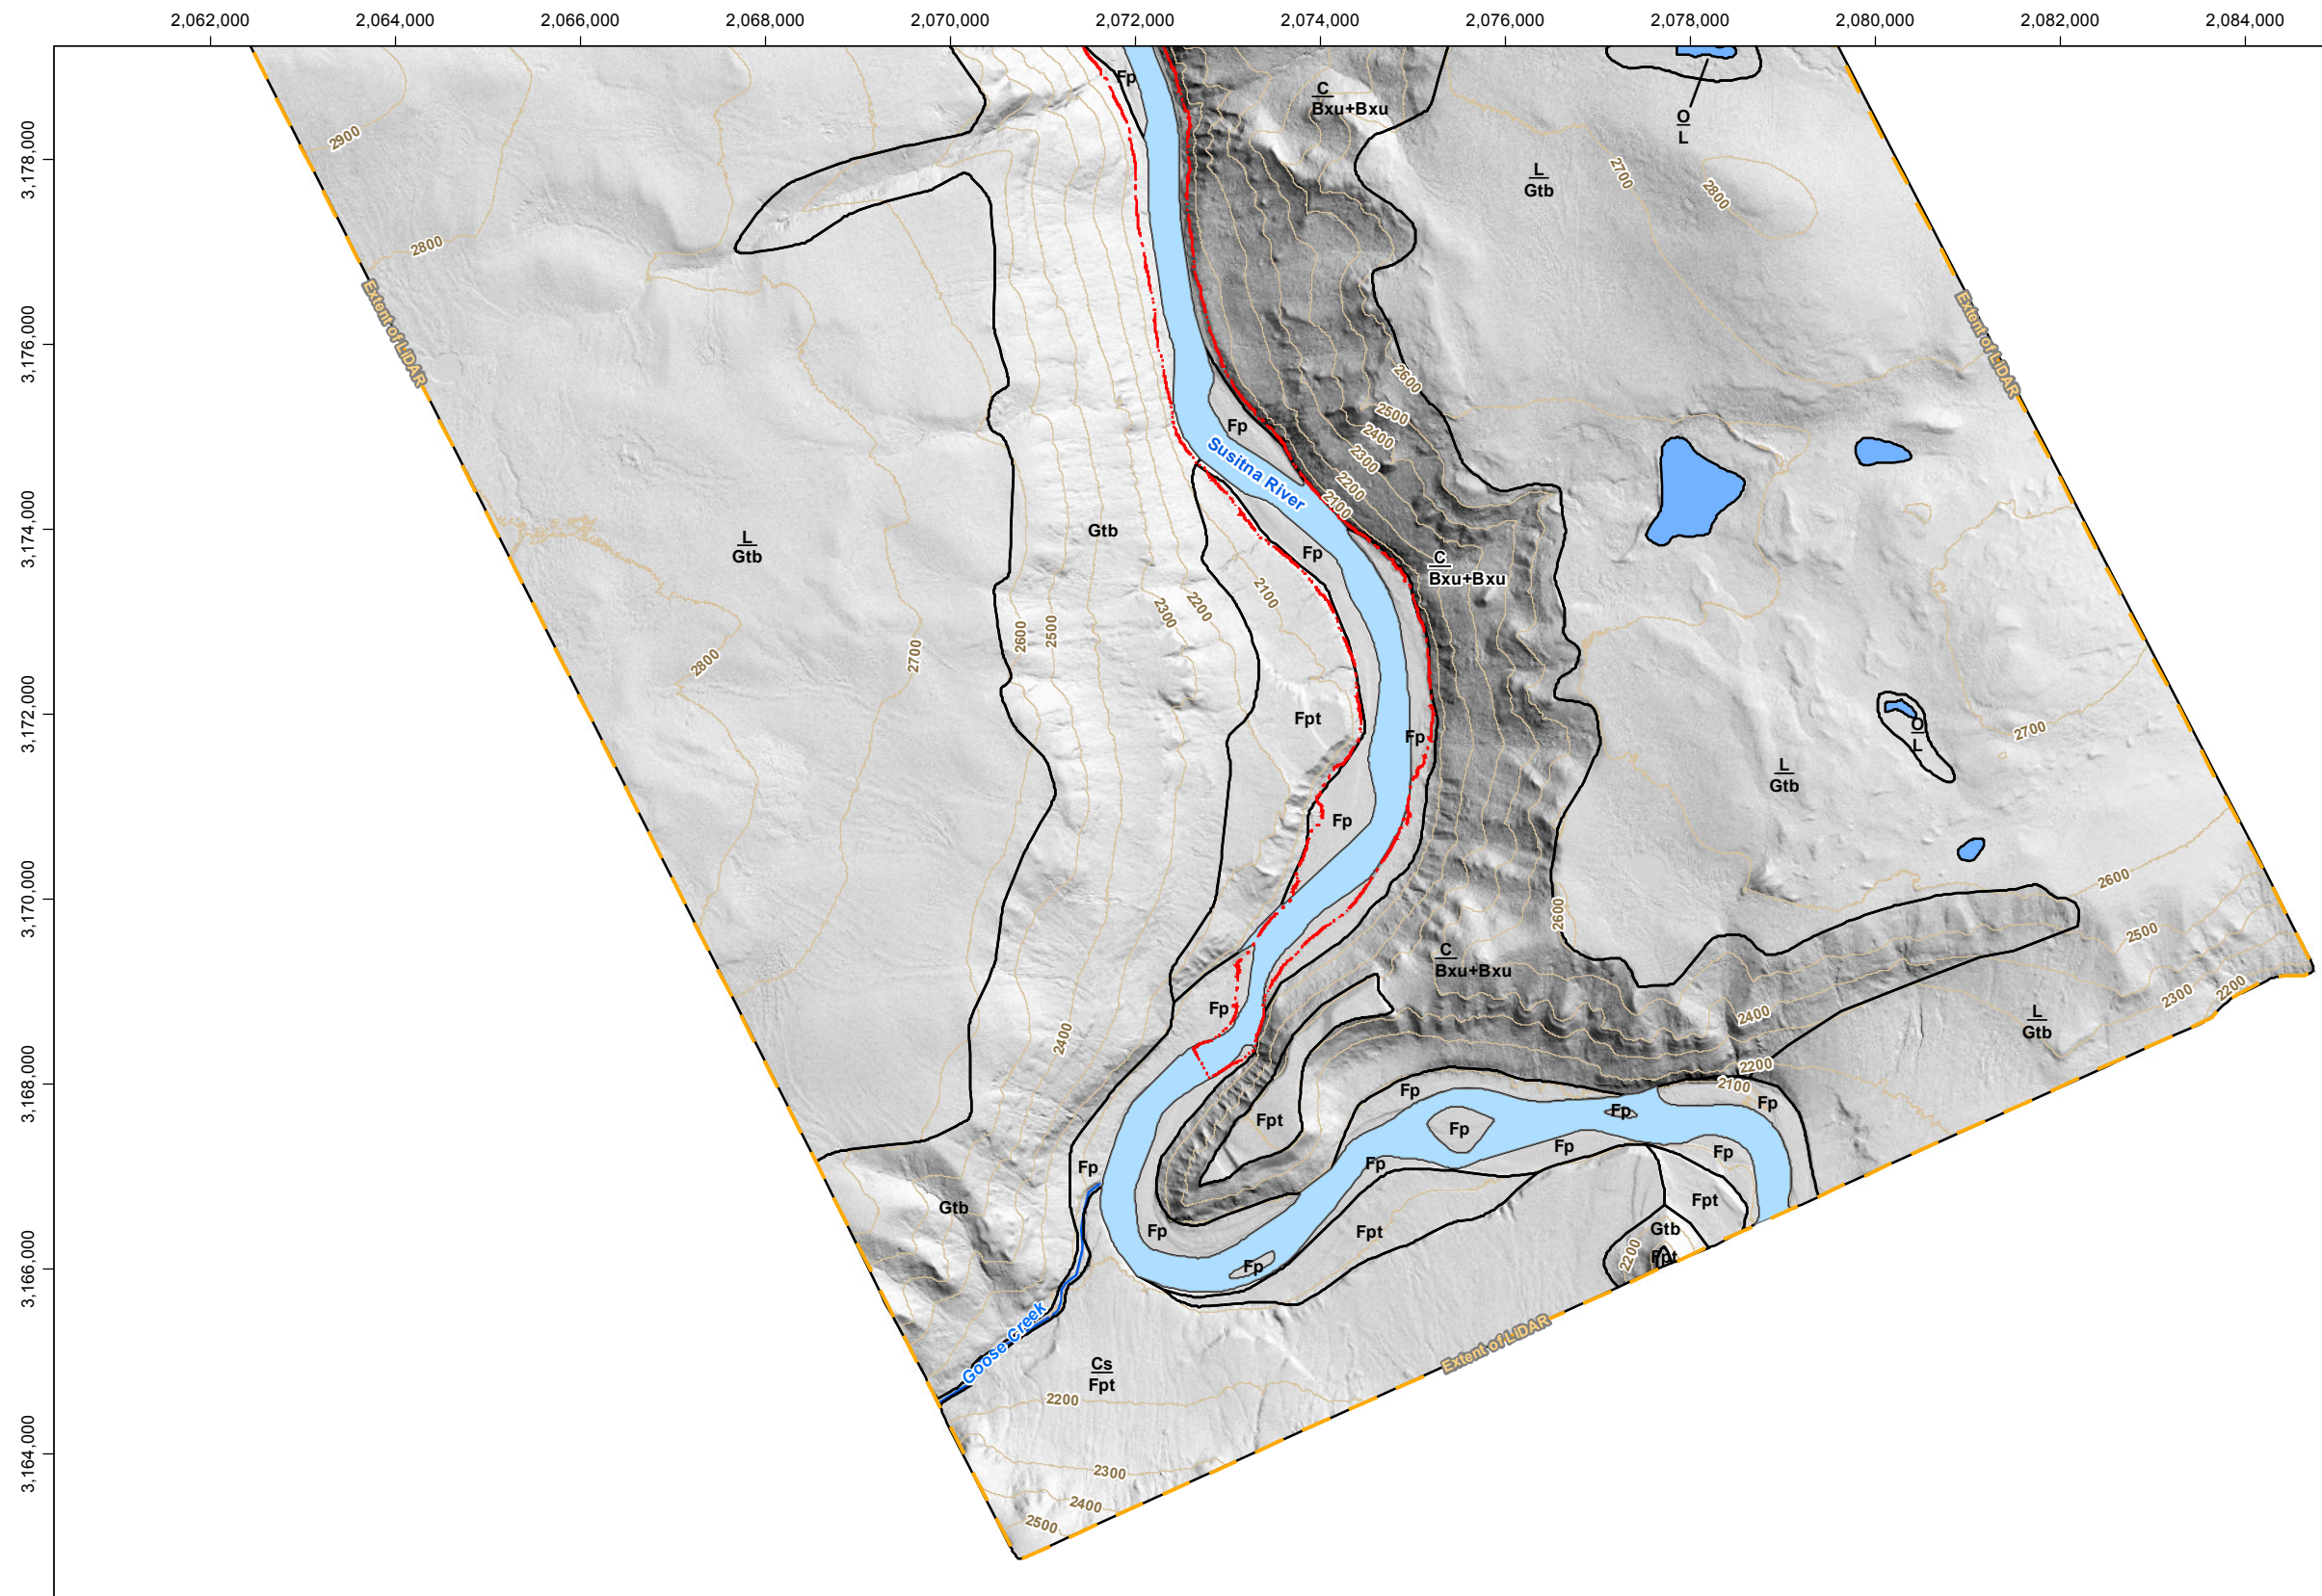 2,062,000 2,064,000 2,066,000 2,068,000 2,070,000 2,072,000 2,074,000 2,076,000 2,078,000 2,080,000 2,082,000 2,084,000
3,178,000
3,176,000
3,174,000
3,172,000
3,170,000
3,168,000
3,166,000
3,164,000
Fp
C
Bxu+Bxu
O
L
2900
L
Gtb
2700
2800
2800
Extent of LiDAR
Extent of LiDAR
2600
2500
2400
2300
2200
2100
Fp
Susitna River
L
Gtb
Gtb
Fp
C
Bxu+Bxu
2100
2200
2300
2500
2600
2700
2800
Fpt
Fp
O
L
2700
L
Gtb
Fp
2600
2600
2500
C
Bxu+Bxu
2300
2200
Fp
2400
L
Gtb
2400
2200
2100
Fp
Fp
Fp
Fpt
Fp
Fp
Fp
Fp
Fp
Gtb
Fpt
Fp
Fpt
Gtb
2200
Fpt
Fp
Goose Creek
Extent of LiDAR
Cs
Fpt
2200
2300
2400
2500